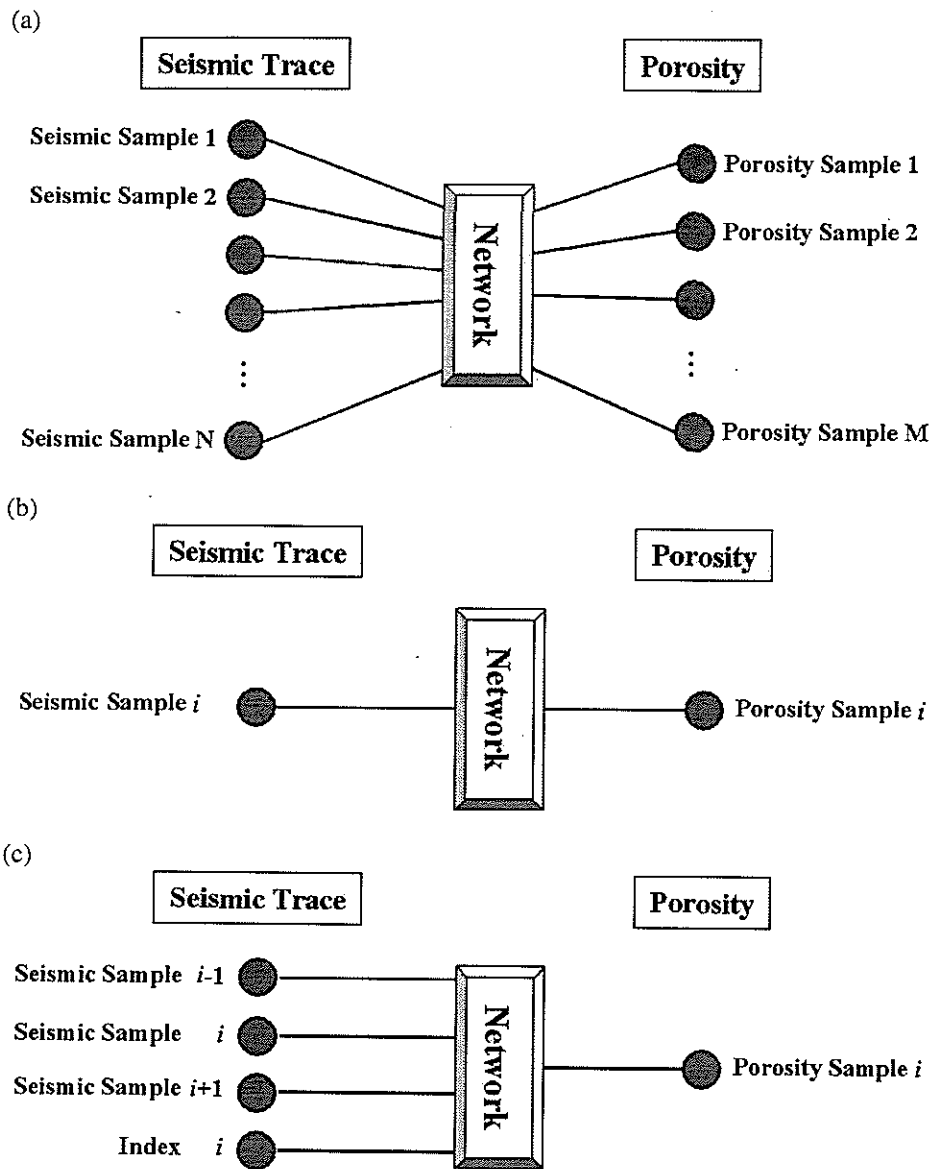 (a)
Seismic Trace
Porosity
Seismic Sample 1
Seismic Sample 2
⋮
Seismic Sample N
Network
Porosity Sample 1
Porosity Sample 2
⋮
Porosity Sample M
(b)
Seismic Trace
Porosity
Seismic Sample i
Network
Porosity Sample i
(c)
Seismic Trace
Porosity
Seismic Sample i-1
Seismic Sample i
Seismic Sample i+1
Index i
Network
Porosity Sample i